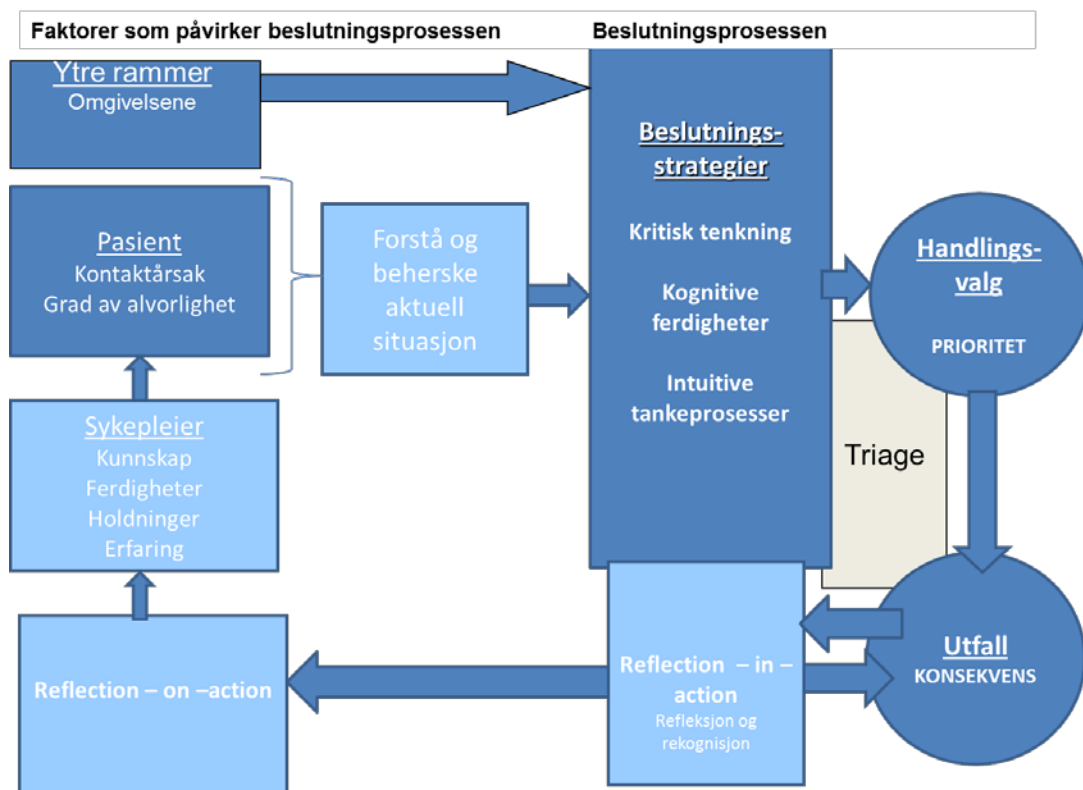 Faktorer som påvirker beslutningsprosessen
Beslutningsprosessen
Ytre rammer
Omgivelsene
Pasient
Kontaktårsak
Grad av alvorlighet
Forstå og
beherske
aktuell
situasjon
Sykepleier
Kunnskap
Ferdigheter
Holdninger
Erfaring
Reflection – on –action
Beslutnings-
strategier
Kritisk tenkning
Kognitive
ferdigheter
Intuitive
tankeprosesser
Reflection – in –
action
Refleksjon og
rekognisjon
Handlings-
valg
PRIORITET
Triage
Utfall
KONSEKVENS